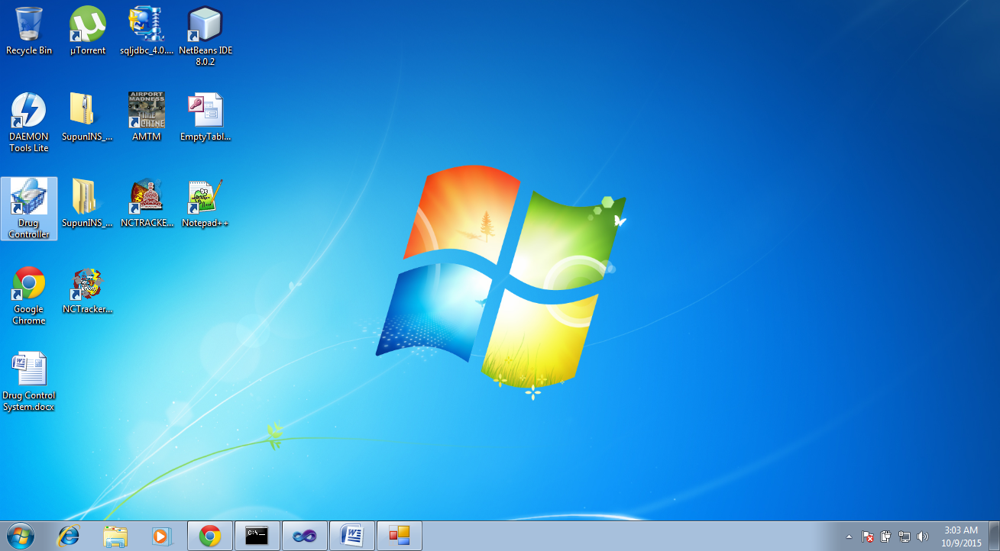 Recycle Bin
µTorrent
sqljdbc_4.0....
NetBeans IDE
8.0.2
DAEMON
Tools Lite
SupunINS_...
AIRPORT
MADNESS
AMTM
EmptyTabl...
Drug
Controller
SupunINS_...
NCTRACKE...
Notepad++
Google
Chrome
NCTracker...
Drug Control
System.docx
C:\_
3:03 AM
10/9/2015